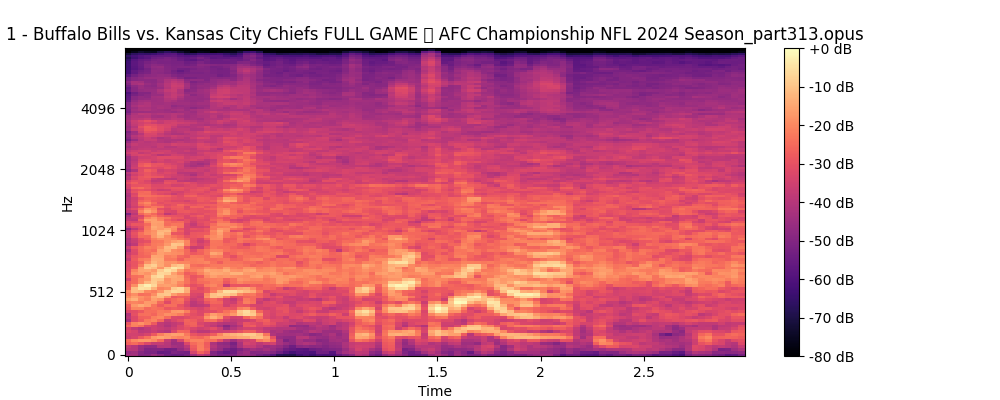 1 - Buffalo Bills vs. Kansas City Chiefs FULL GAME ▯ AFC Championship NFL 2024 Season_part313.opus
+0 dB
-10 dB
-20 dB
-30 dB
-40 dB
-50 dB
-60 dB
-70 dB
-80 dB
4096
2048
1024
512
0
Hz
0
0.5
1
1.5
2
2.5
Time